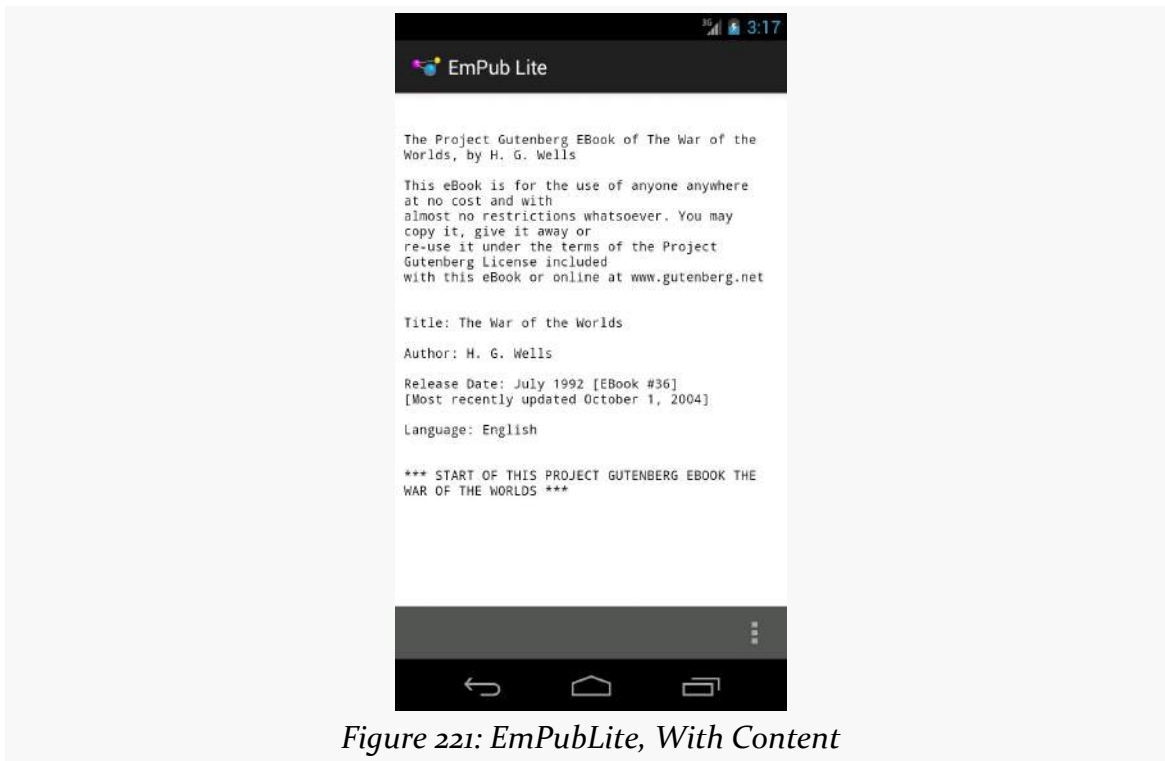 3G 3:17
EmPub Lite
The Project Gutenberg EBook of The War of the
Worlds, by H. G. Wells
This eBook is for the use of anyone anywhere
at no cost and with
almost no restrictions whatsoever. You may
copy it, give it away or
re-use it under the terms of the Project
Gutenberg License included
with this eBook or online at www.gutenberg.net
Title: The War of the Worlds
Author: H. G. Wells
Release Date: July 1992 [EBook #36]
[Most recently updated October 1, 2004]
Language: English
*** START OF THIS PROJECT GUTENBERG EBOOK THE
WAR OF THE WORLDS ***
Figure 221: EmPubLite, With Content